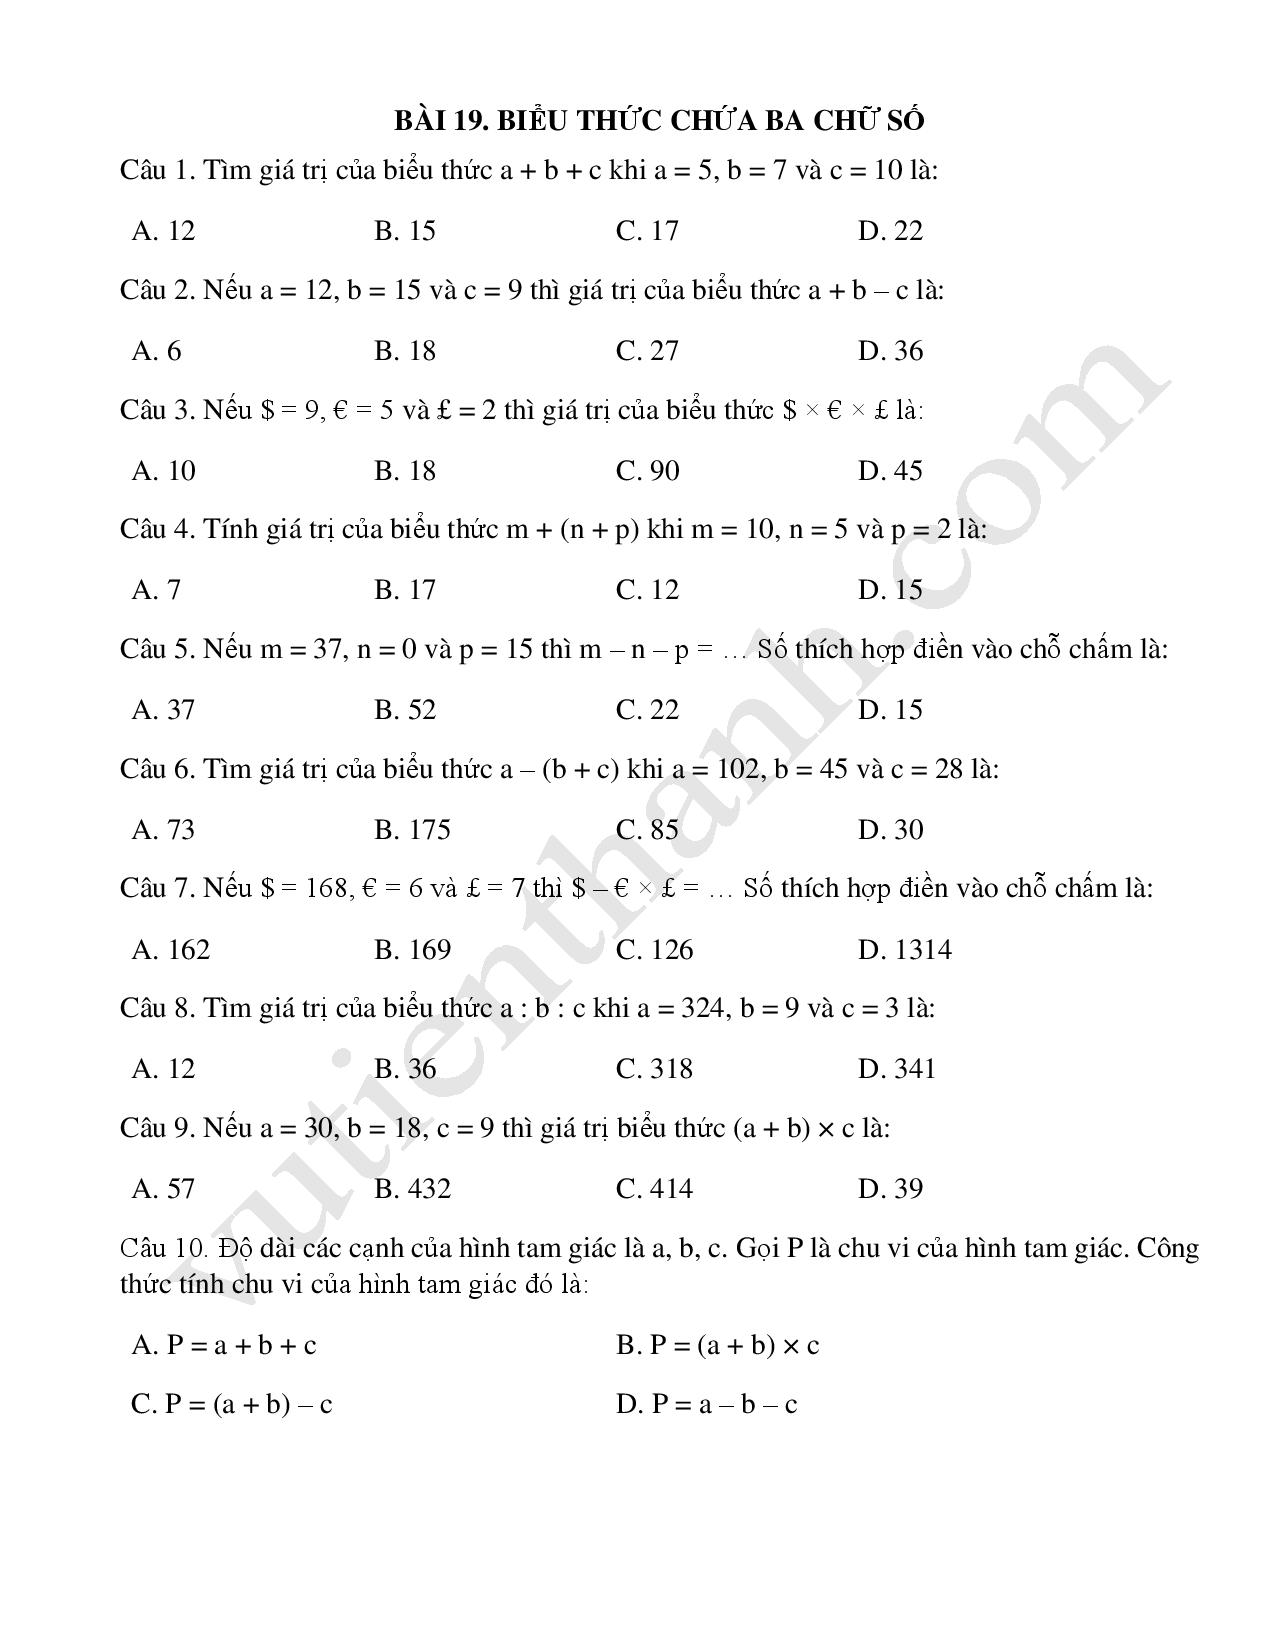 BÀI 19. BIỂU THỨC CHỨA BA CHỮ SỐ
Câu 1. Tìm giá trị của biểu thức a + b + c khi a = 5, b = 7 và c = 10 là:
A. 12 B. 15 C. 17 D. 22
Câu 2. Nếu a = 12, b = 15 và c = 9 thì giá trị của biểu thức a + b – c là:
A. 6 B. 18 C. 27 D. 36
Câu 3. Nếu $ = 9, € = 5 và £ = 2 thì giá trị của biểu thức $ × € × £ là:
A. 10 B. 18 C. 90 D. 45
Câu 4. Tính giá trị của biểu thức m + (n + p) khi m = 10, n = 5 và p = 2 là:
A. 7 B. 17 C. 12 D. 15
Câu 5. Nếu m = 37, n = 0 và p = 15 thì m – n – p = … Số thích hợp điền vào chỗ chấm là:
A. 37 B. 52 C. 22 D. 15
Câu 6. Tìm giá trị của biểu thức a – (b + c) khi a = 102, b = 45 và c = 28 là:
A. 73 B. 175 C. 85 D. 30
Câu 7. Nếu $ = 168, € = 6 và £ = 7 thì $ – € × £ = … Số thích hợp điền vào chỗ chấm là:
A. 162 B. 169 C. 126 D. 1314
Câu 8. Tìm giá trị của biểu thức a : b : c khi a = 324, b = 9 và c = 3 là:
A. 12 B. 36 C. 318 D. 341
Câu 9. Nếu a = 30, b = 18, c = 9 thì giá trị biểu thức (a + b) × c là:
A. 57 B. 432 C. 414 D. 39
Câu 10. Độ dài các cạnh của hình tam giác là a, b, c. Gọi P là chu vi của hình tam giác. Công
thức tính chu vi của hình tam giác đó là:
A. P = a + b + c B. P = (a + b) × c
C. P = (a + b) – c D. P = a – b – c
vutienthanh.com